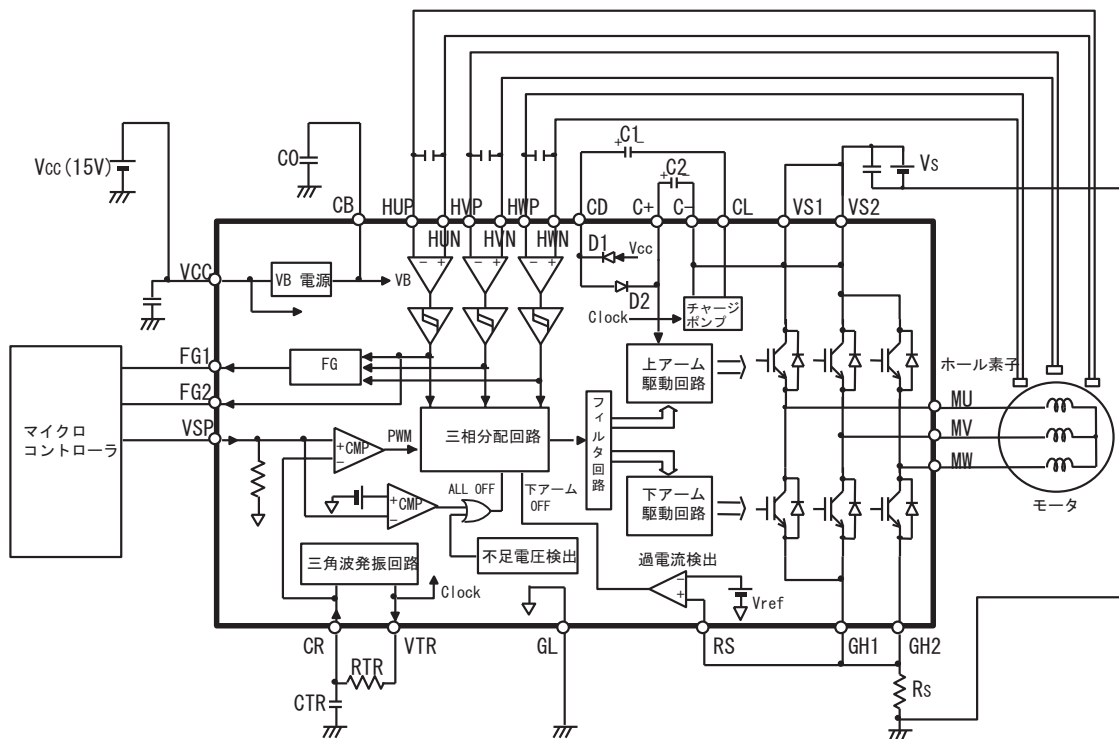 + C1 -
+ C2 -
Vcc (15V)
C0
Vs
CB
HUP
HVP
HWP
CD
C+
C-
CL
VS1
VS2
HUN
HVN
HWN
- +
- +
- +
D1
Vcc
D2
VCC
VB 電源
VB
Clock
チャージ
ポンプ
FG1
FG
FG2
上アーム
駆動回路
ホール素子
MU
MV
MW
モータ
マイクロ
コントローラ
VSP
+
-
CMP
PWM
三相分配回路
フィルタ回路
+
-
CMP
ALL OFF
下アーム
OFF
下アーム
駆動回路
不足電圧検出
過電流検出
三角波発振回路
Clock
-
+
Vref
CR
VTR
GL
RS
GH1
GH2
RTR
CTR
Rs